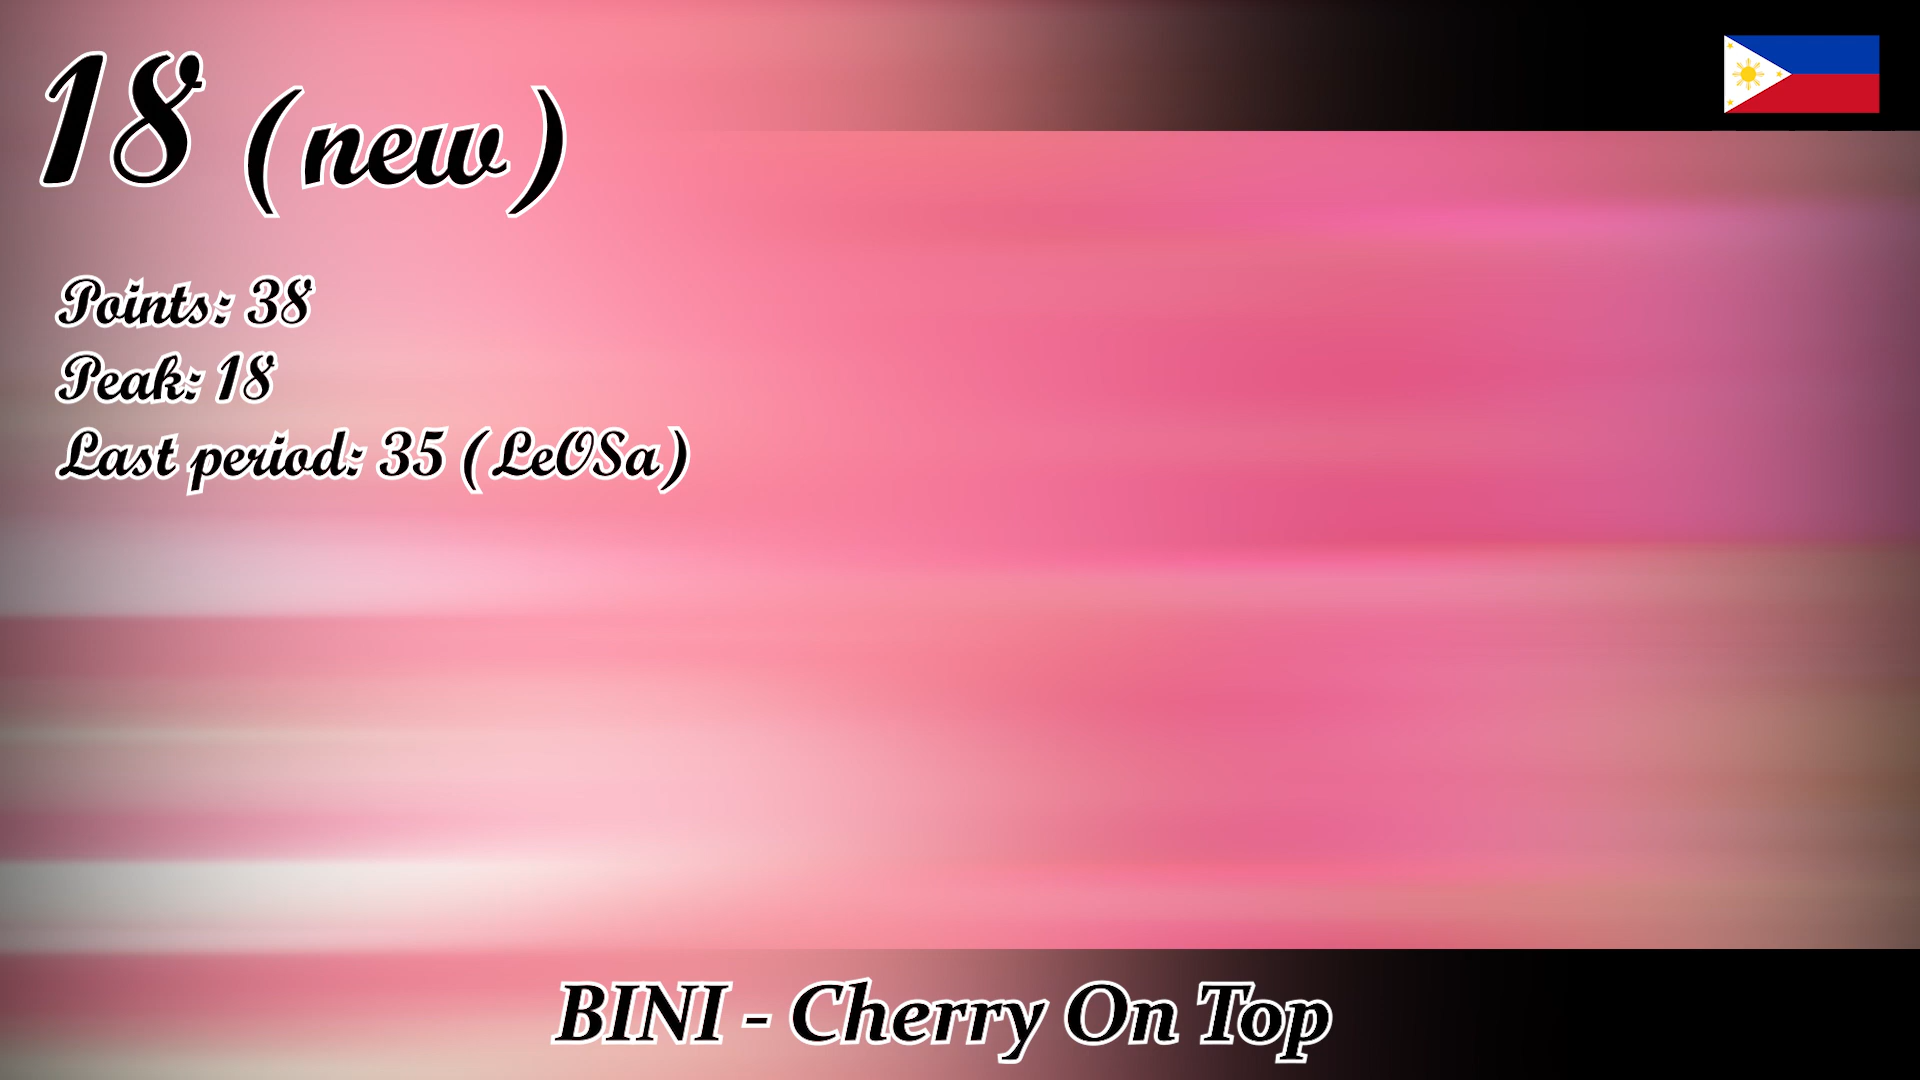 18 (new)
Points: 38
Peak: 18
Last period: 35 (LeOSa)
BINI - Cherry On Top